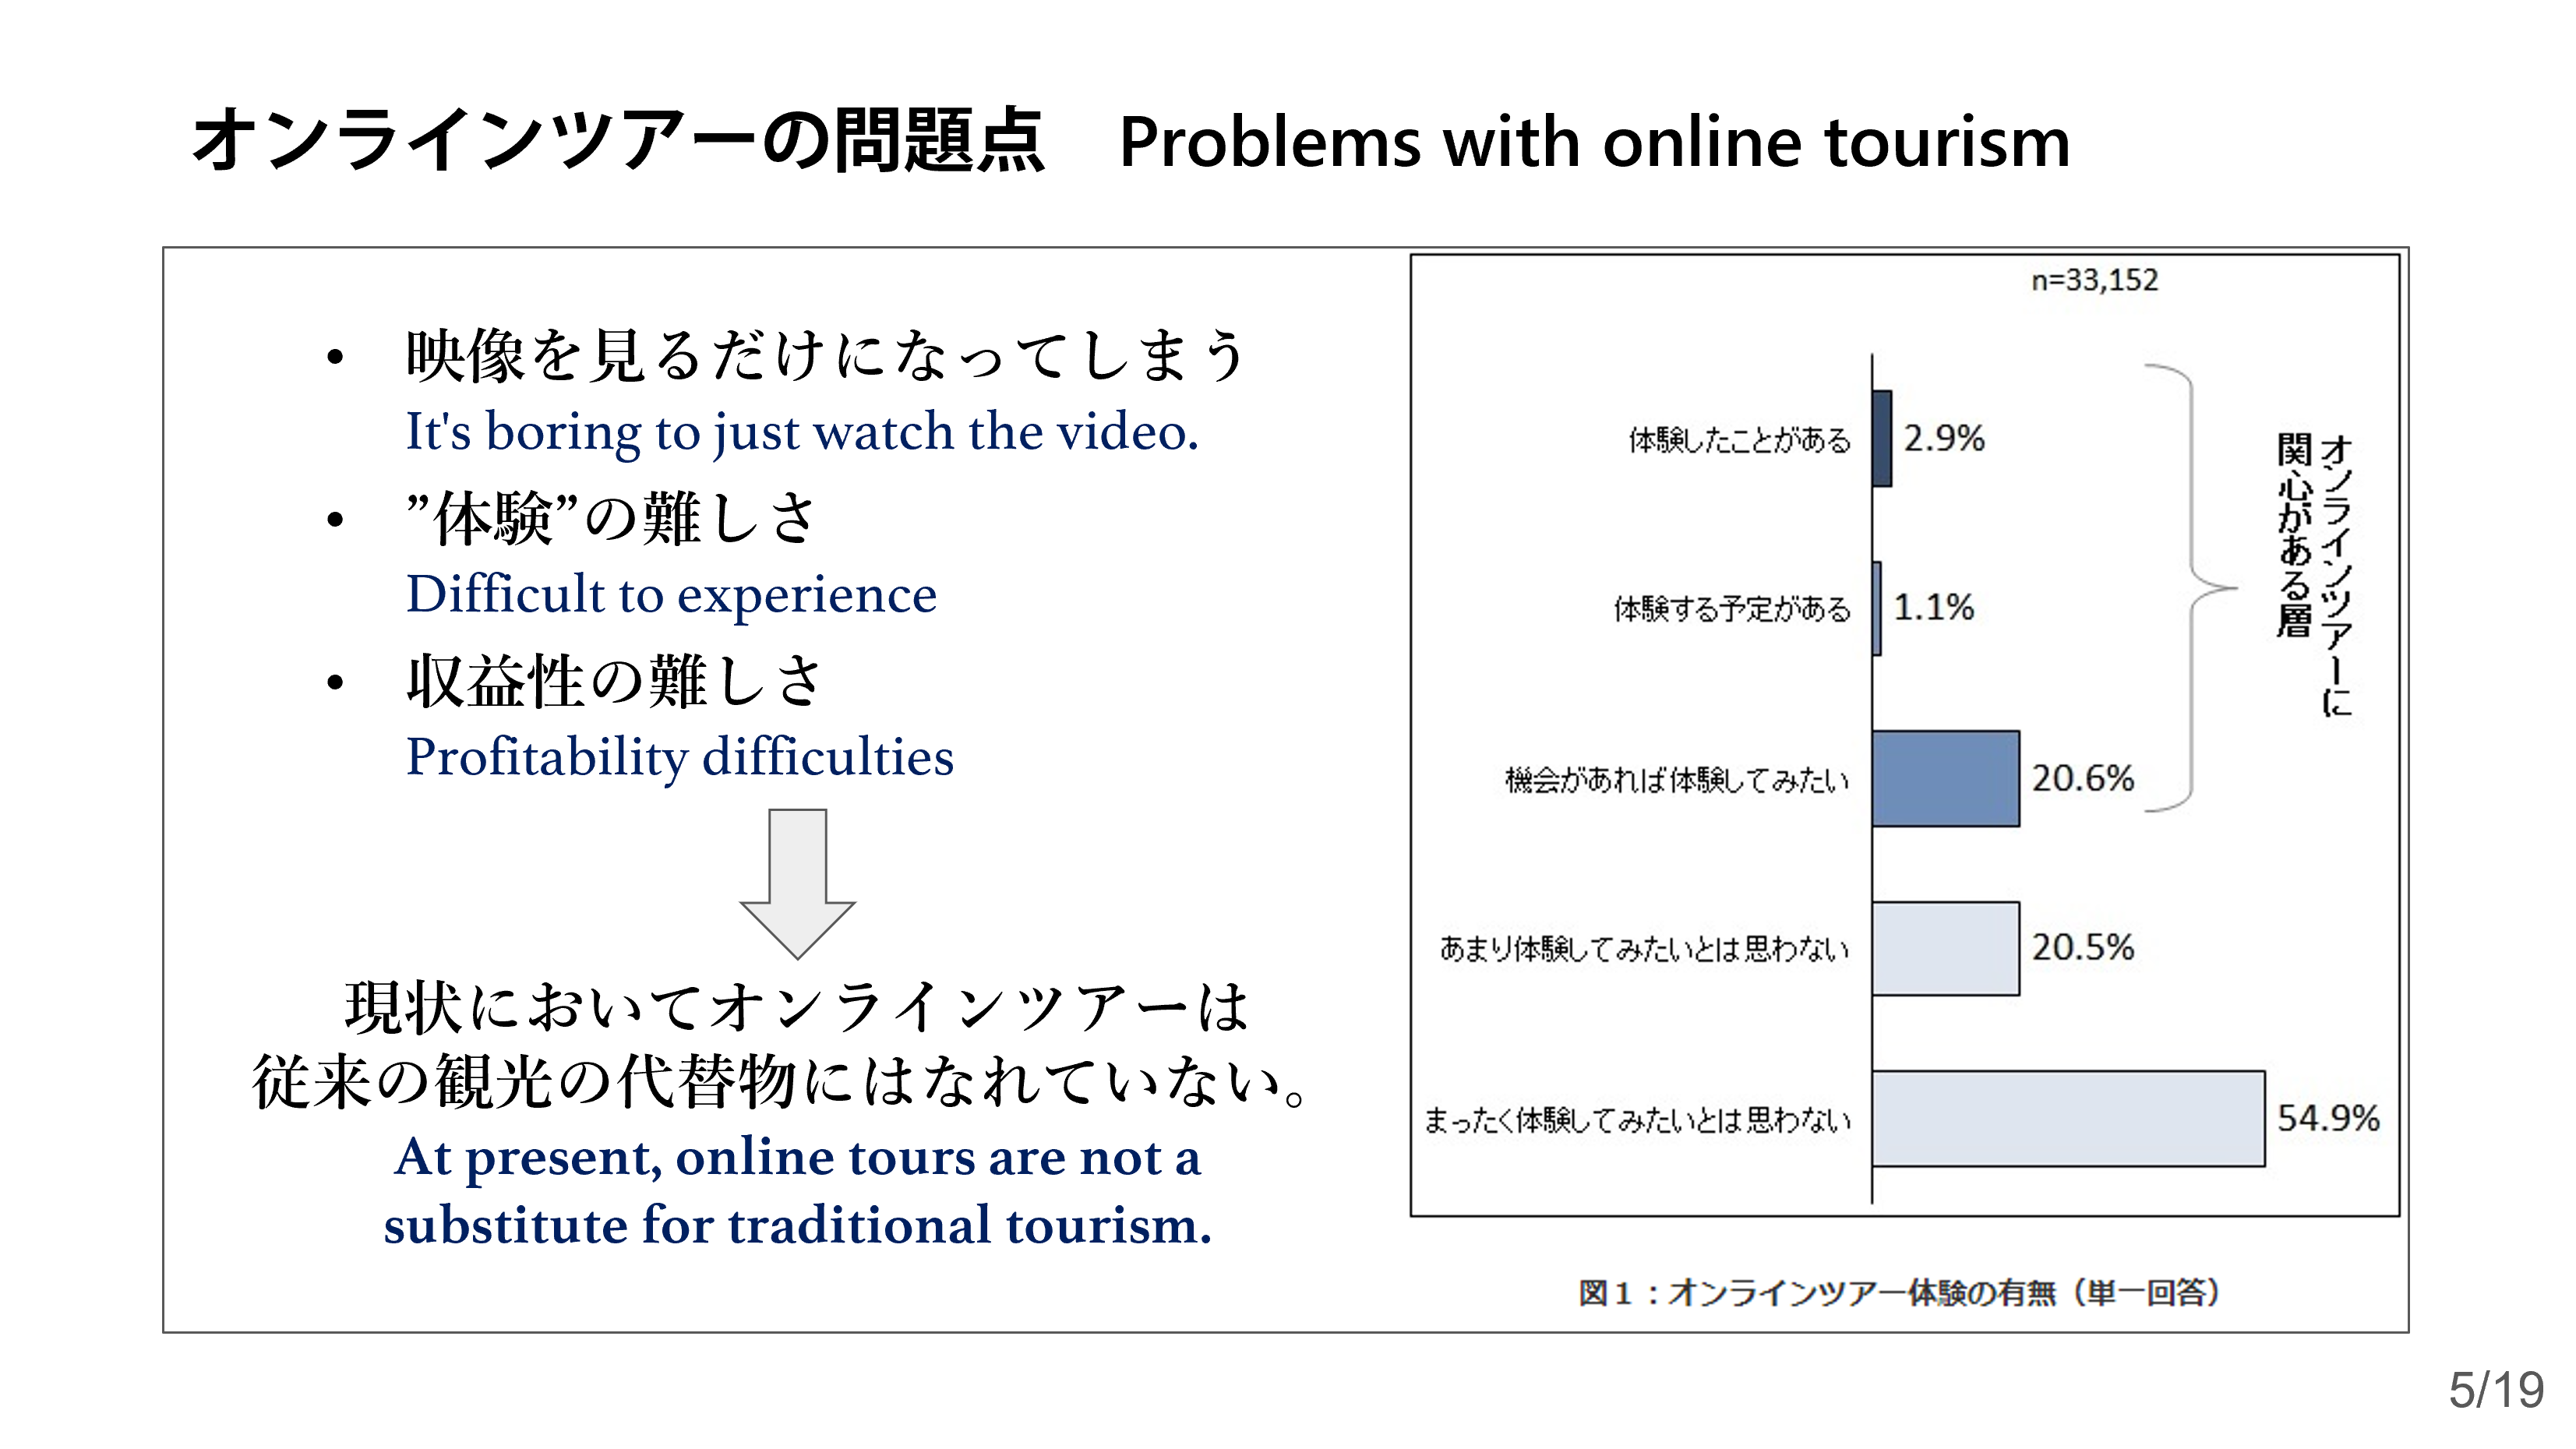 オンラインツアーの問題点　Problems with online tourism
• 映像を見るだけになってしまう
It's boring to just watch the video.
• ”体験”の難しさ
Difficult to experience
• 収益性の難しさ
Profitability difficulties
現状においてオンラインツアーは
従来の観光の代替物にはなれていない。
At present, online tours are not a
substitute for traditional tourism.
n=33,152
体験したことがある 2.9%
体験する予定がある 1.1%
機会があれば体験してみたい 20.6%
あまり体験してみたいとは思わない 20.5%
まったく体験してみたいとは思わない 54.9%
オンラインツアーに
関心がある層
図１：オンラインツアー体験の有無（単一回答）
5/19